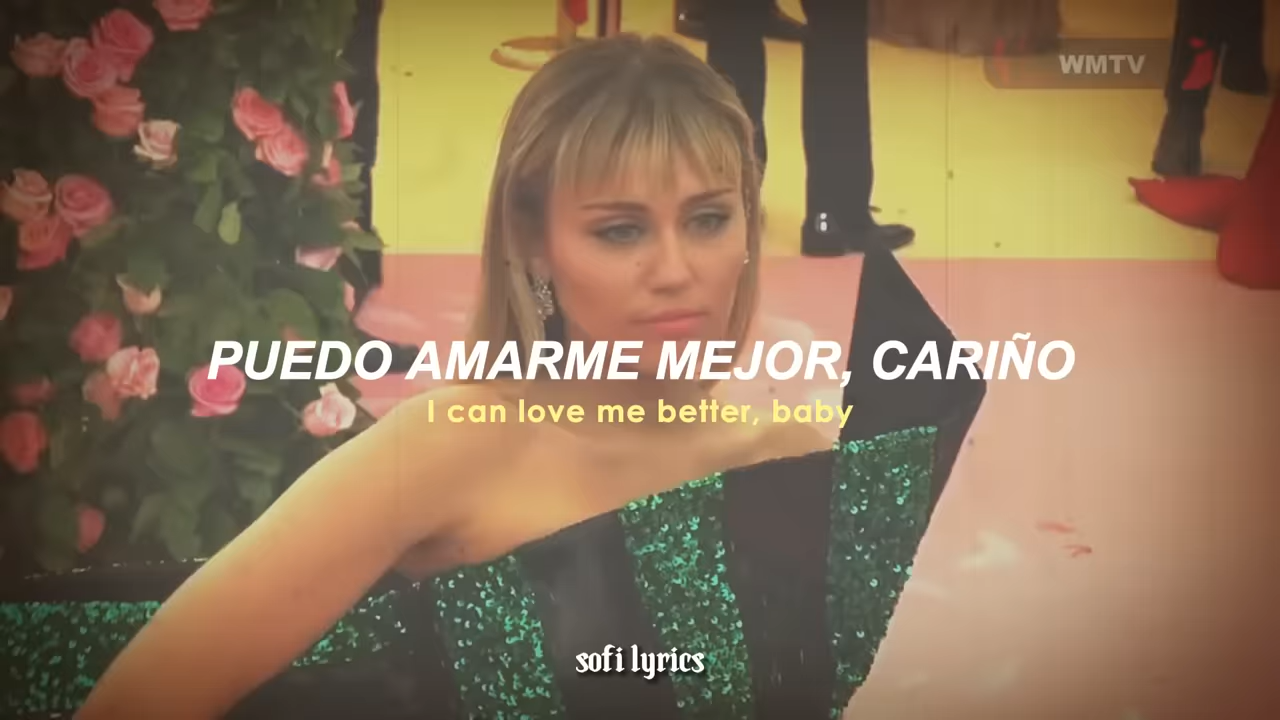 WMTV
PUEDO AMARME MEJOR, CARIÑO
I can love me better, baby
sofi lyrics